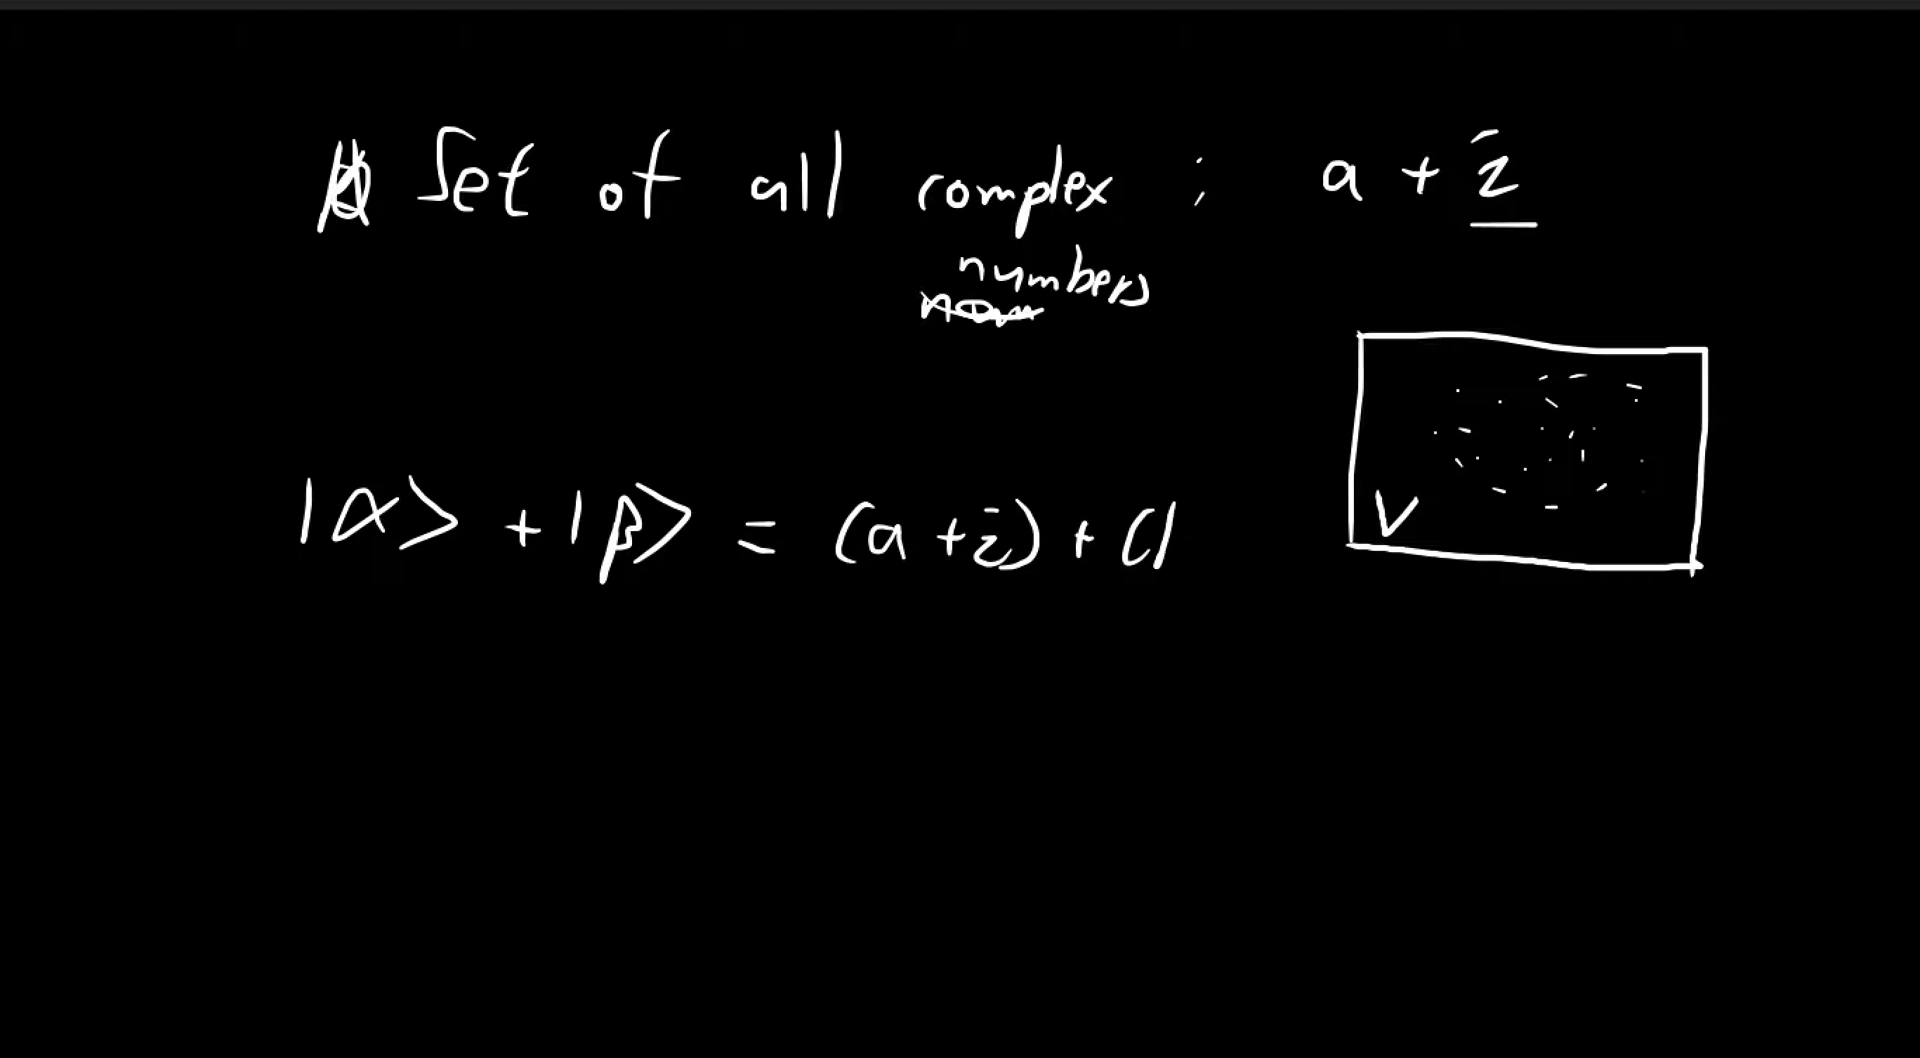 Set of all complex ; a + i
numbers
|α> + |β> = (a + i) + (
V